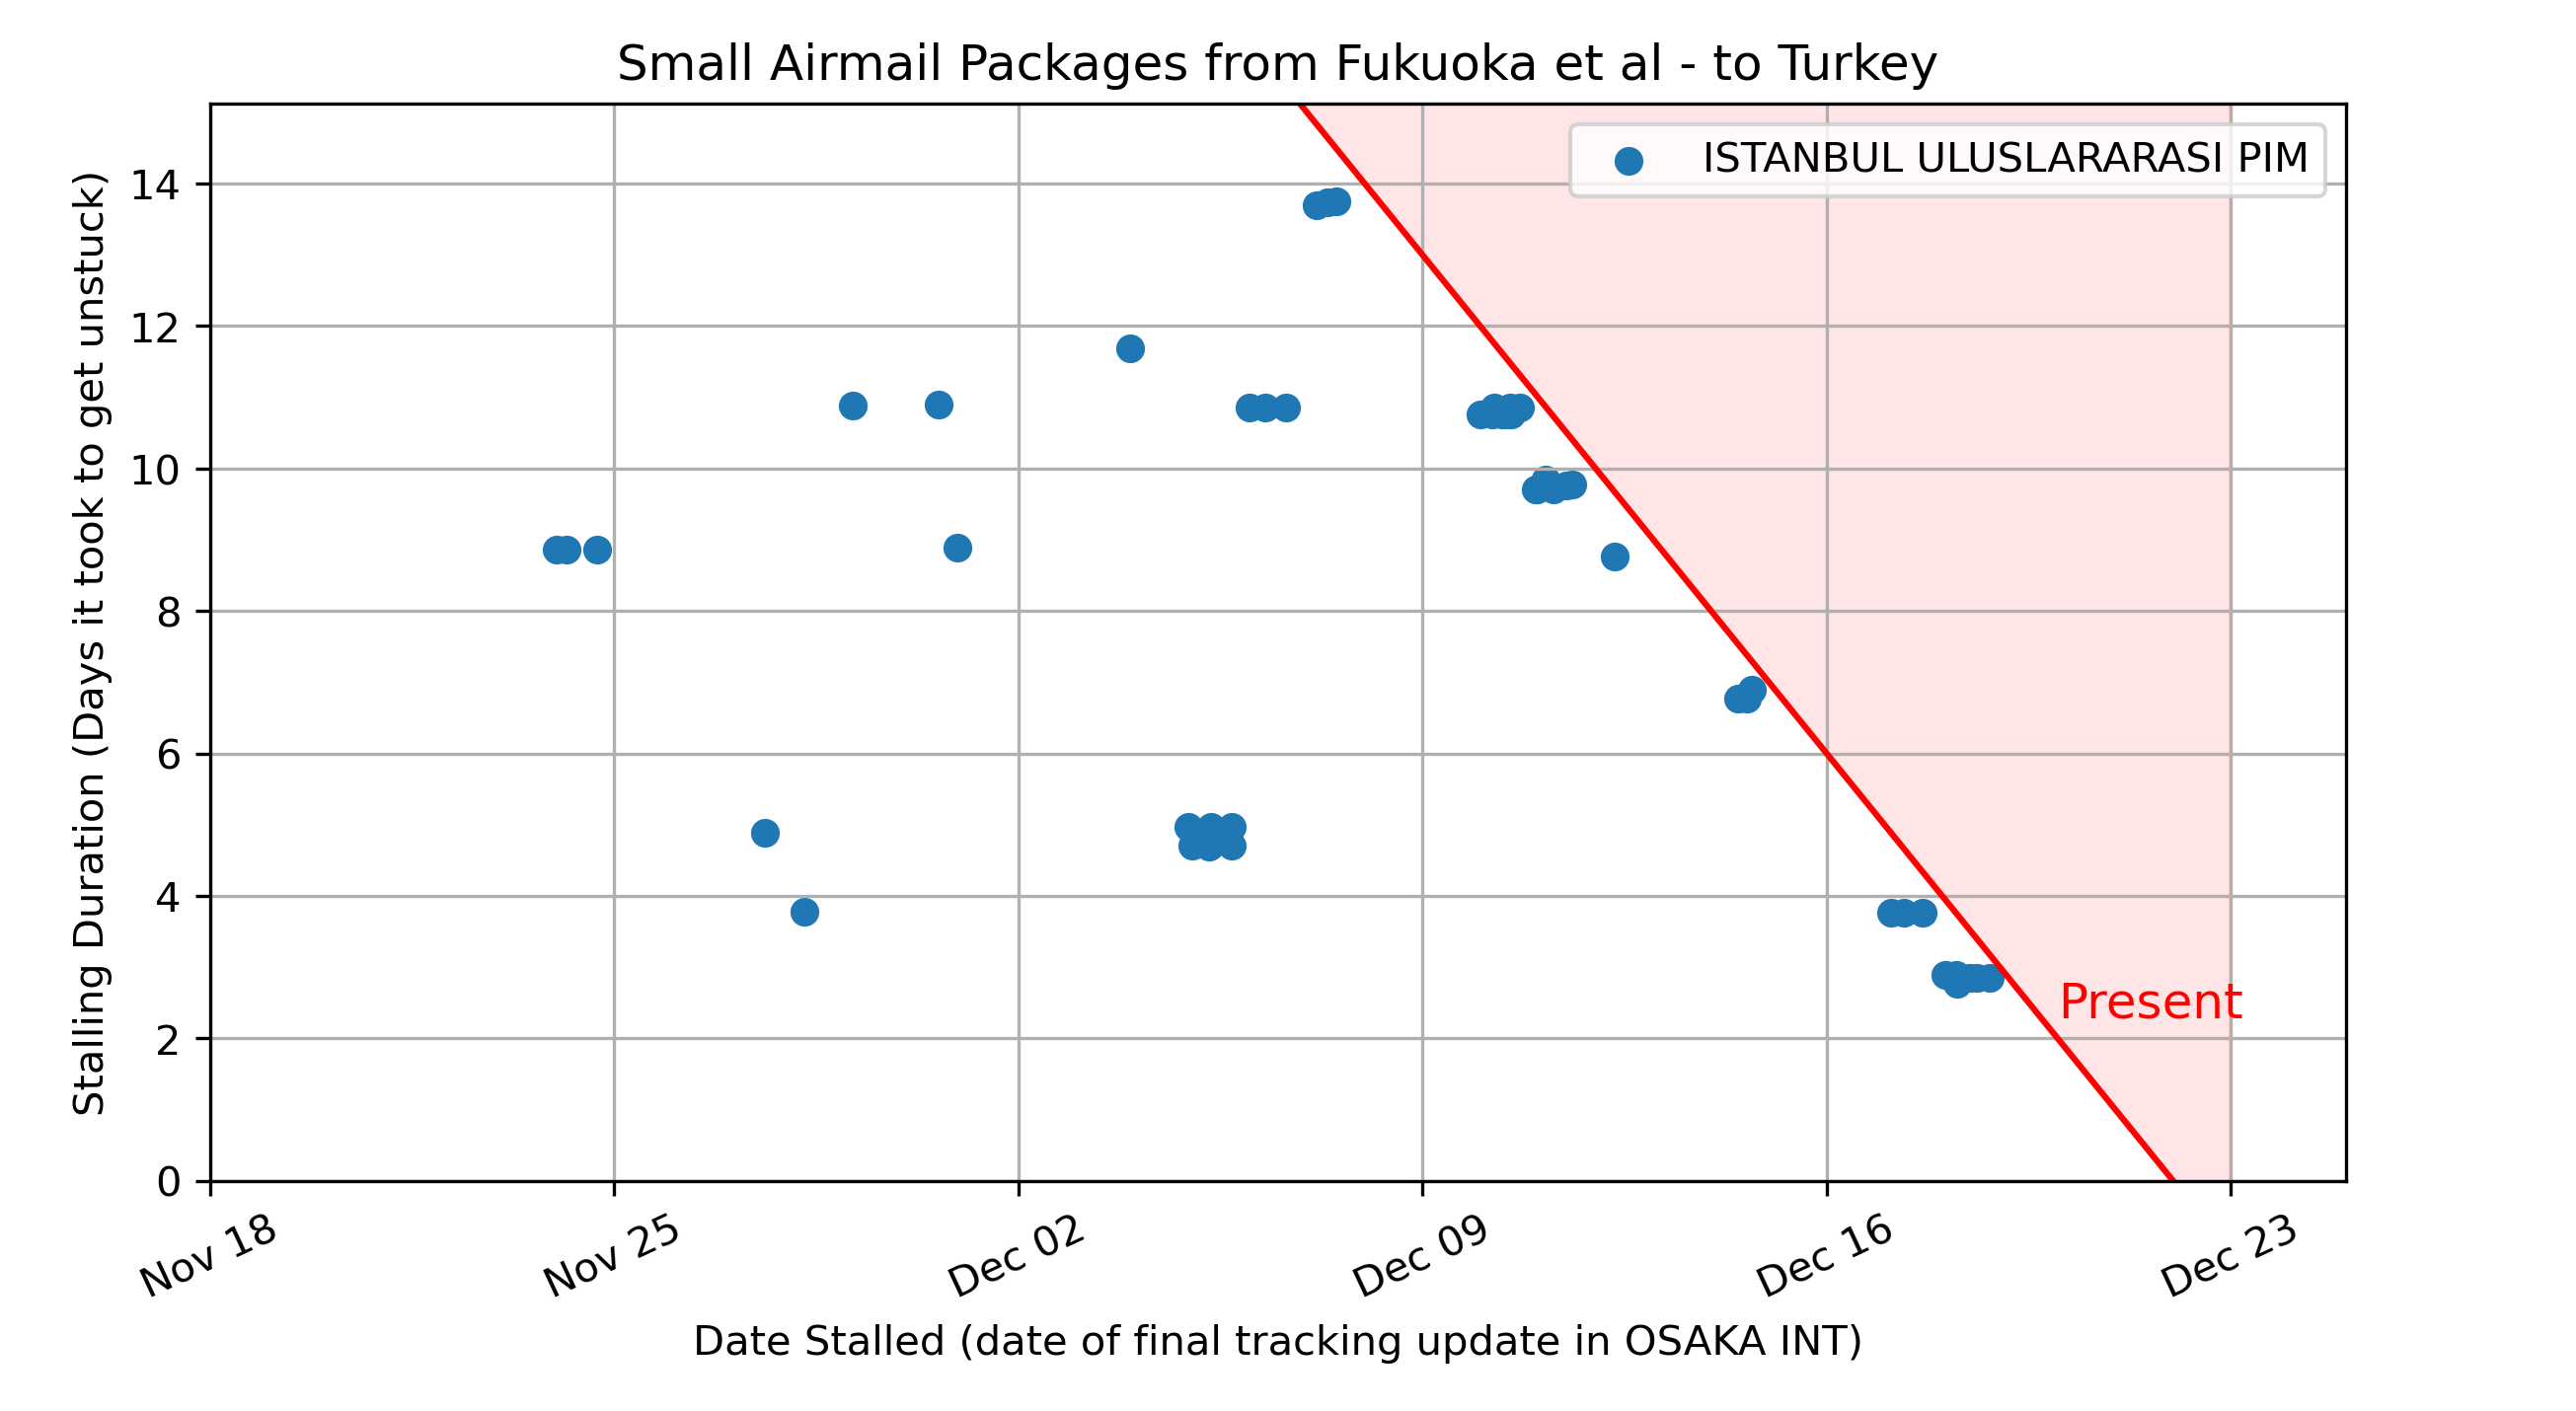 Small Airmail Packages from Fukuoka et al - to Turkey
ISTANBUL ULUSLARARASI PIM
Stalling Duration (Days it took to get unstuck)
14
12
10
8
6
4
2
0
Present
Nov 18
Nov 25
Dec 02
Dec 09
Dec 16
Dec 23
Date Stalled (date of final tracking update in OSAKA INT)